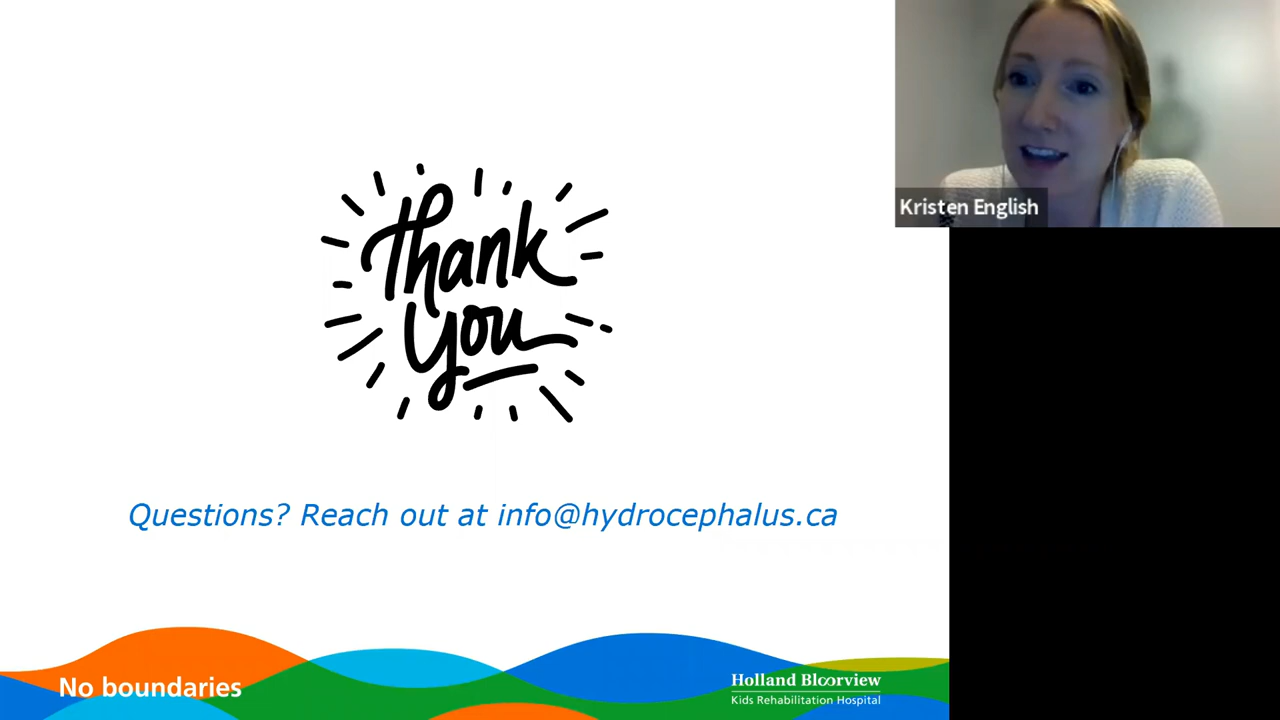 Kristen English
Thank
you
Questions? Reach out at info@hydrocephalus.ca
No boundaries
Holland Bloorview
Kids Rehabilitation Hospital